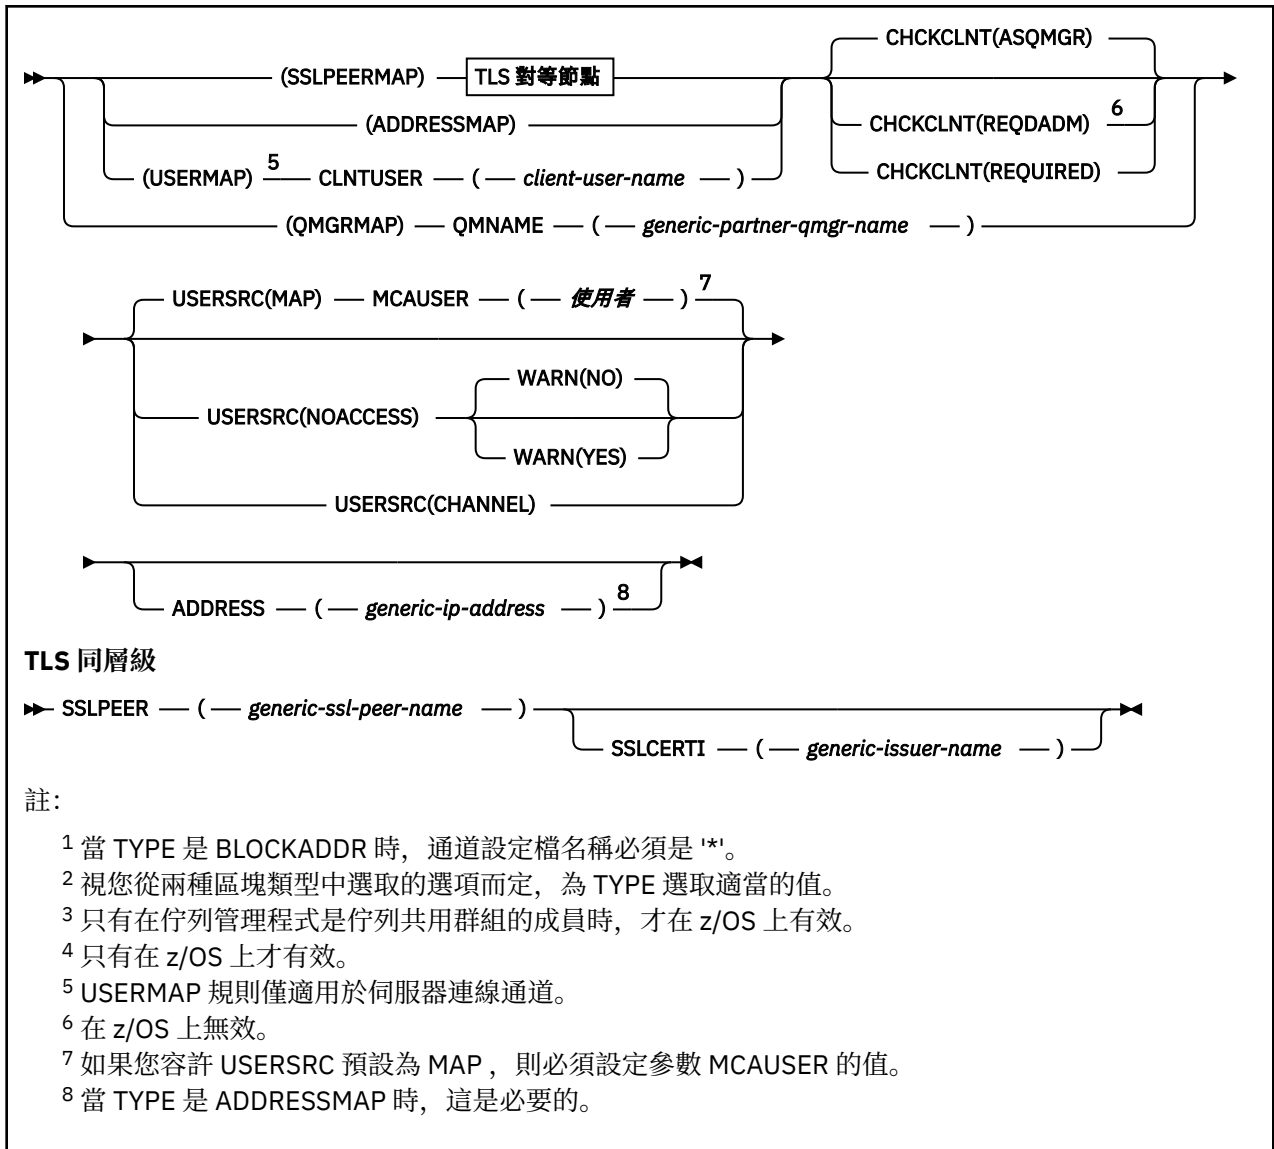 CHCKCLNT(ASQMGR)
(SSLPEERMAP) TLS 對等節點
(ADDRESSMAP) CHCKCLNT(REQDADM) 6
(USERMAP) 5 CLNTUSER ( client-user-name ) CHCKCLNT(REQUIRED)
(QMGRMAP) QMNAME ( generic-partner-qmgr-name )
USERSRC(MAP) MCAUSER ( 使用者 ) 7
WARN(NO)
USERSRC(NOACCESS)
WARN(YES)
USERSRC(CHANNEL)
ADDRESS ( generic-ip-address ) 8
TLS 同層級
SSLPEER ( generic-ssl-peer-name )
SSLCERTI ( generic-issuer-name )
註：
1 當 TYPE 是 BLOCKADDR 時，通道設定檔名稱必須是 '*'。
2 視您從兩種區塊類型中選取的選項而定，為 TYPE 選取適當的值。
3 只有在佇列管理程式是佇列共用群組的成員時，才在 z/OS 上有效。
4 只有在 z/OS 上才有效。
5 USERMAP 規則僅適用於伺服器連線通道。
6 在 z/OS 上無效。
7 如果您容許 USERSRC 預設為 MAP ，則必須設定參數 MCAUSER 的值。
8 當 TYPE 是 ADDRESSMAP 時，這是必要的。